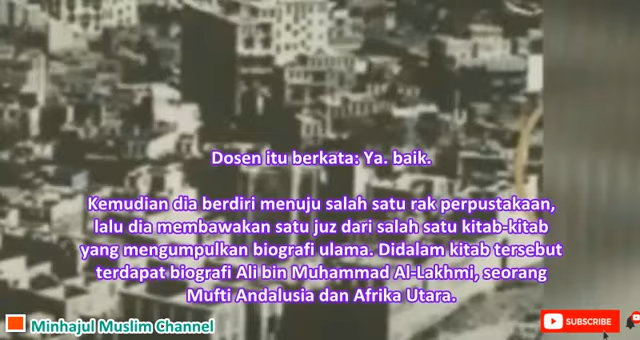 Dosen itu berkata: Ya. baik.
Kemudian dia berdiri menuju salah satu rak perpustakaan,
lalu dia membawakan satu juz dari salah satu kitab-kitab
yang mengumpulkan biografi ulama. Didalam kitab tersebut
terdapat biografi Ali bin Muhammad Al-Lakhmi, seorang
Mufti Andalusia dan Afrika Utara.
Minhajul Muslim Channel
SUBSCRIBE